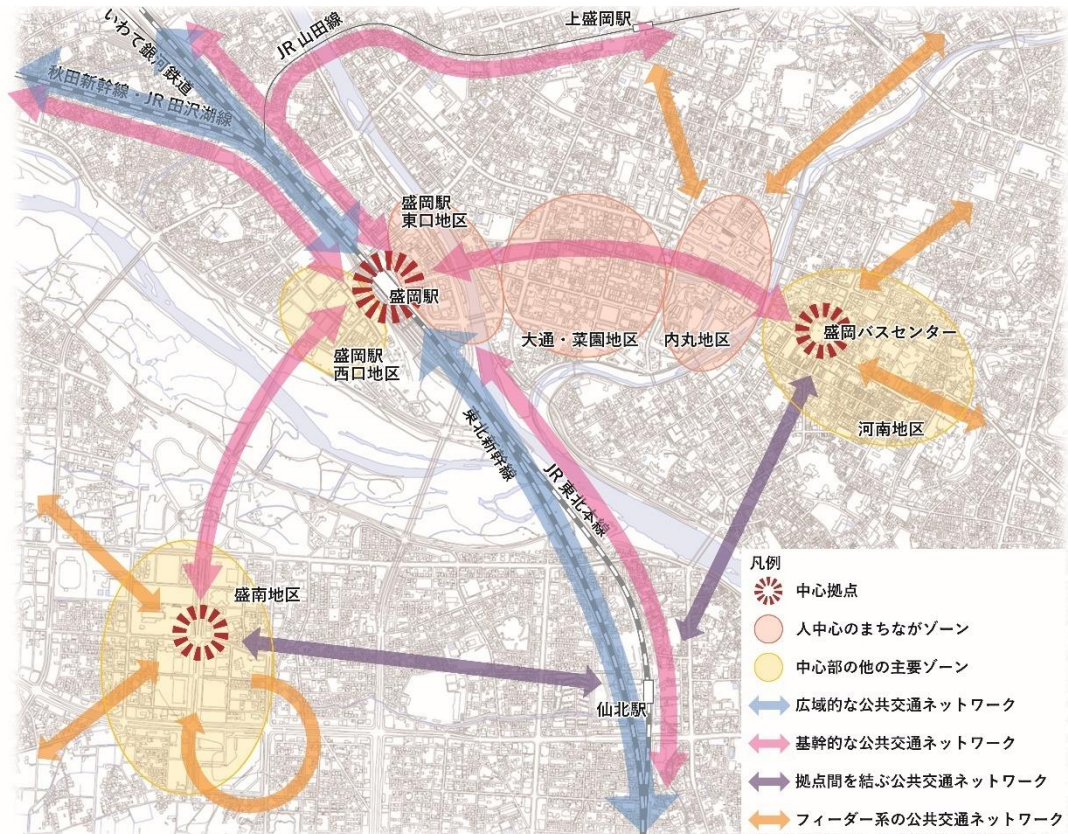 上盛岡駅
いわて銀河鉄道
JR 山田線
秋田新幹線・JR 田沢湖線
盛岡駅
東口地区
盛岡駅
大通・菜園地区
内丸地区
盛岡バスセンター
盛岡駅
西口地区
河南地区
東北新幹線
JR 東北本線
盛南地区
仙北駅
凡例
中心拠点
人中心のまちながゾーン
中心部の他の主要ゾーン
広域的な公共交通ネットワーク
基幹的な公共交通ネットワーク
拠点間を結ぶ公共交通ネットワーク
フィーダー系の公共交通ネットワーク